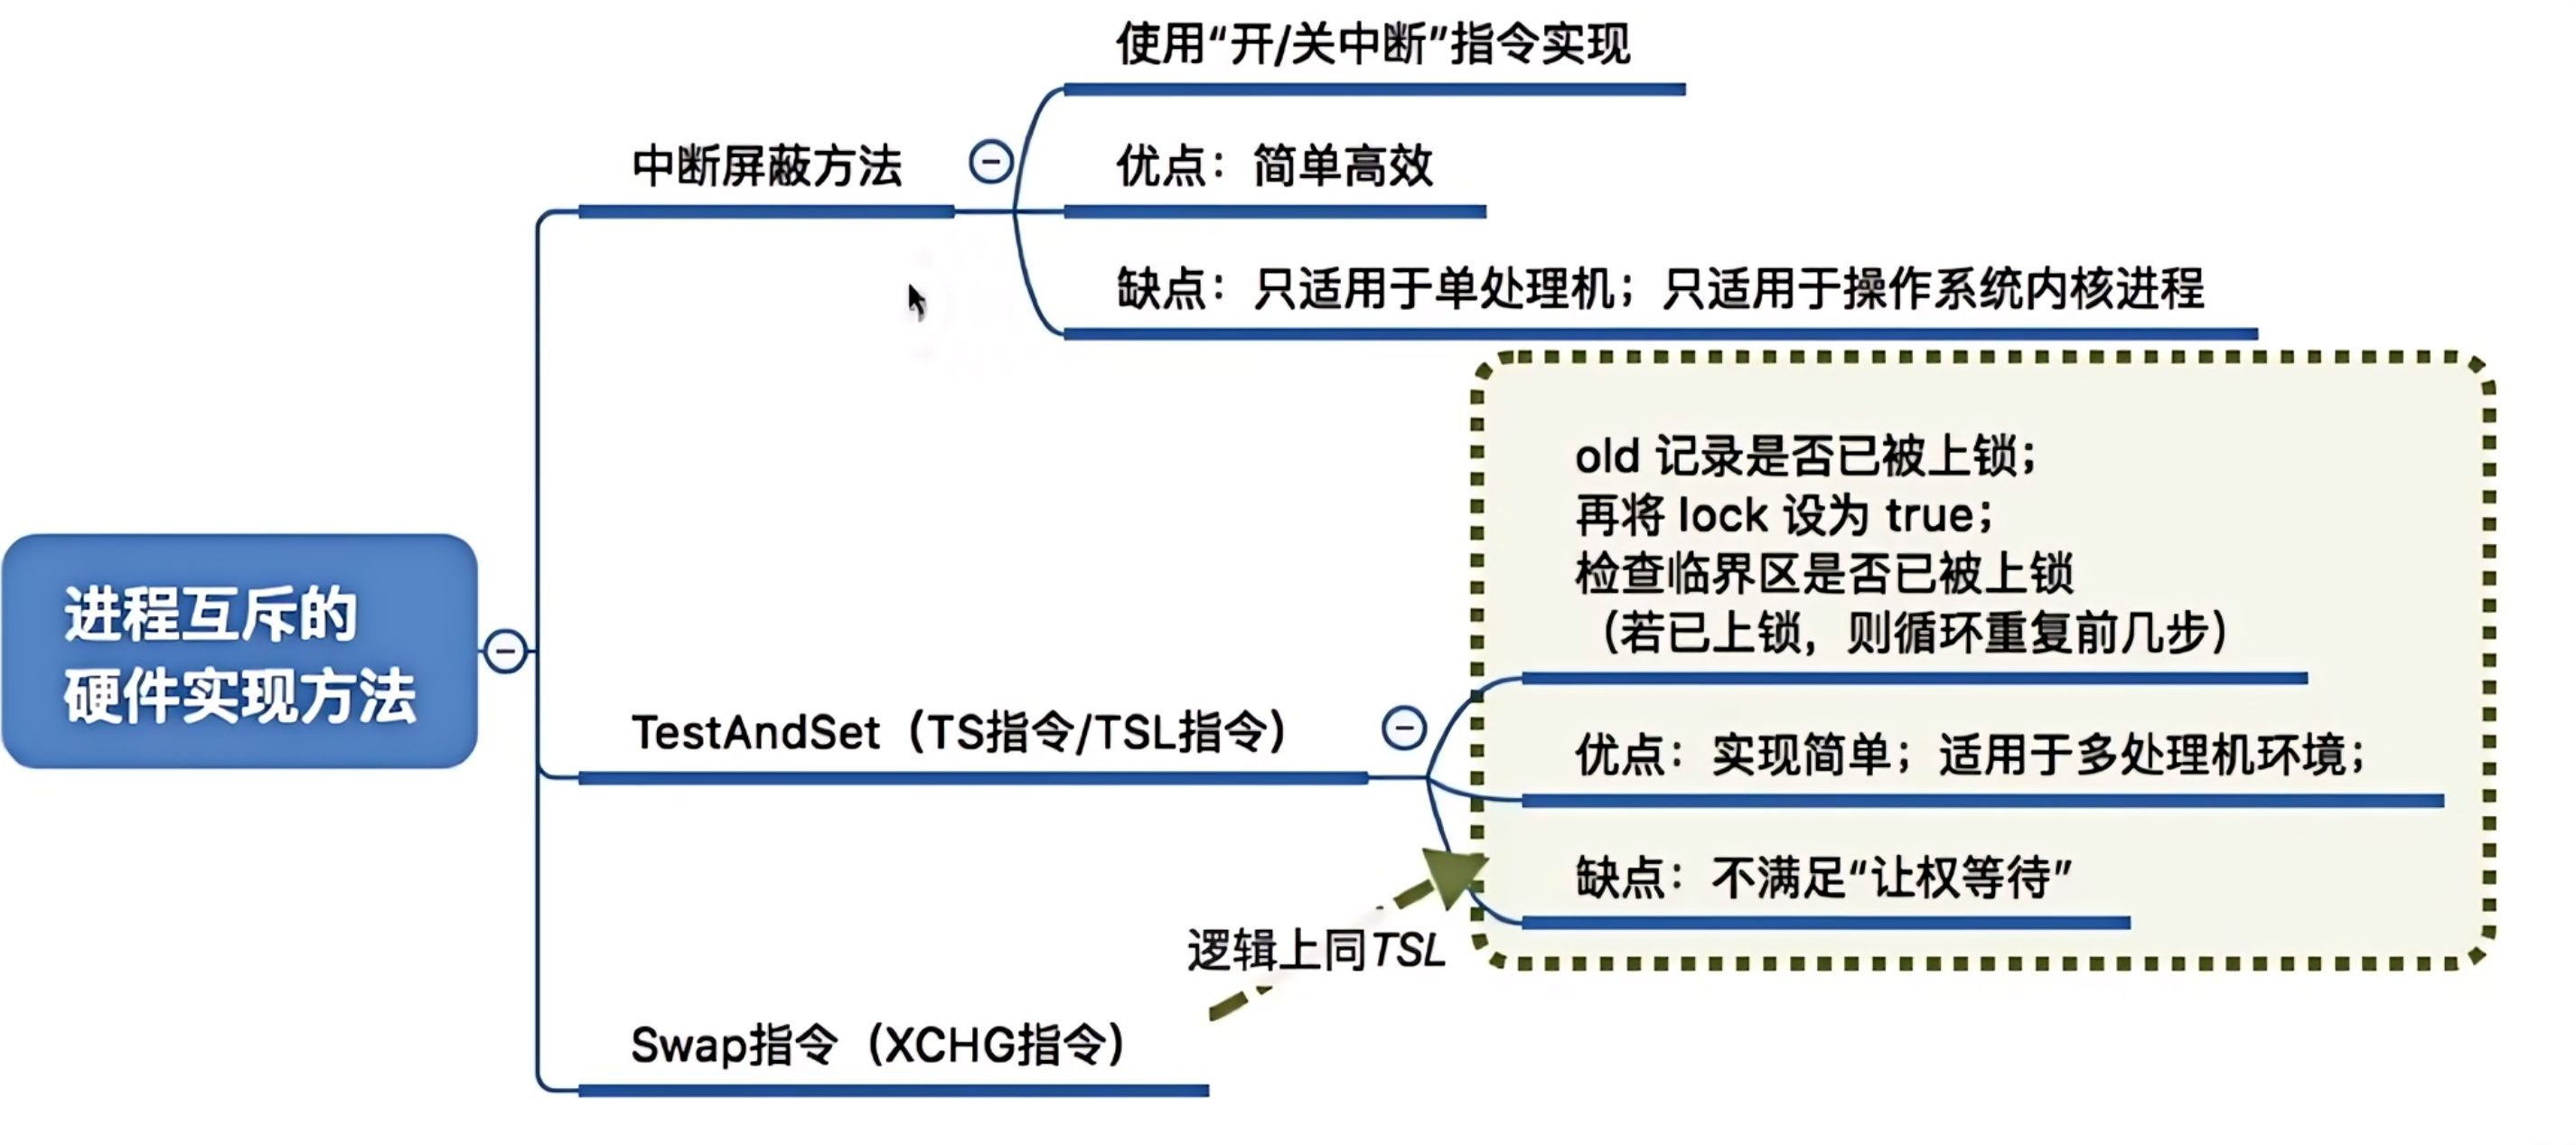 使用“开/关中断”指令实现
中断屏蔽方法
优点：简单高效
缺点：只适用于单处理机；只适用于操作系统内核进程
进程互斥的
硬件实现方法
TestAndSet（TS指令/TSL指令）
old 记录是否已被上锁；
再将 lock 设为 true；
检查临界区是否已被上锁
（若已上锁，则循环重复前几步）
优点：实现简单；适用于多处理机环境；
缺点：不满足“让权等待”
逻辑上同TSL
Swap指令（XCHG指令）